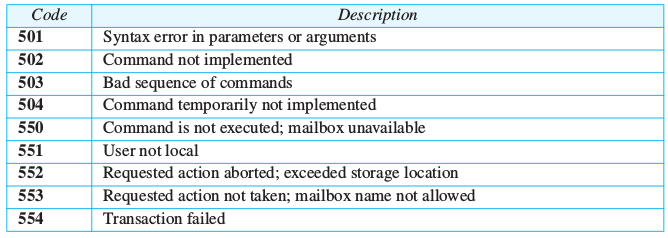 Code Description
501 Syntax error in parameters or arguments
502 Command not implemented
503 Bad sequence of commands
504 Command temporarily not implemented
550 Command is not executed; mailbox unavailable
551 User not local
552 Requested action aborted; exceeded storage location
553 Requested action not taken; mailbox name not allowed
554 Transaction failed